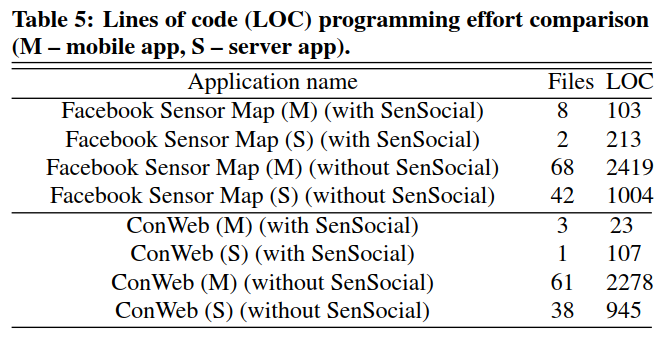 Table 5: Lines of code (LOC) programming effort comparison
(M – mobile app, S – server app).
Application name Files LOC
Facebook Sensor Map (M) (with SenSocial) 8 103
Facebook Sensor Map (S) (with SenSocial) 2 213
Facebook Sensor Map (M) (without SenSocial) 68 2419
Facebook Sensor Map (S) (without SenSocial) 42 1004
ConWeb (M) (with SenSocial) 3 23
ConWeb (S) (with SenSocial) 1 107
ConWeb (M) (without SenSocial) 61 2278
ConWeb (S) (without SenSocial) 38 945